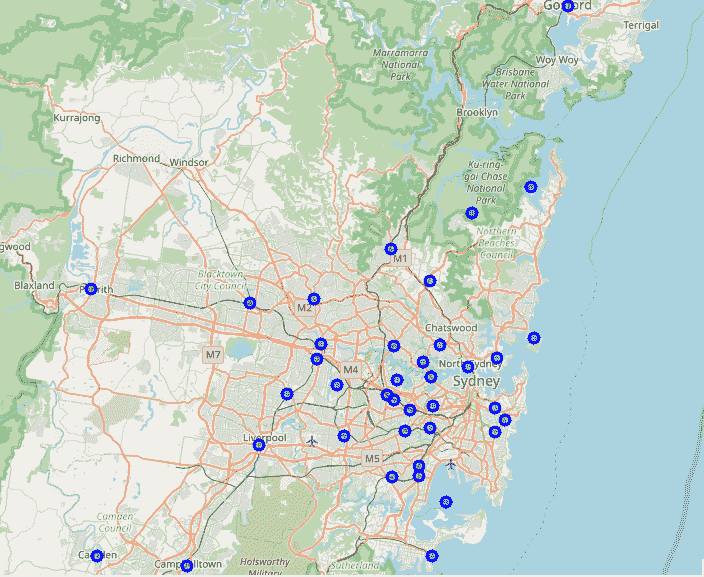 Gosford
Terrigal
Marramarra
National
Park
Woy Woy
Brisbane
Water National
Park
Brooklyn
Kurrajong
Richmond
Windsor
Ku-ring-
gai Chase
National
Park
Northern
Beaches
Council
gwood
M1
Blaxland
Penrith
Blacktown
City Council
M2
Chatswood
M7
M4
North Sydney
Sydney
Liverpool
M5
Camden
Council
Camden
Campbelltown
Holsworthy
Military
Sutherland